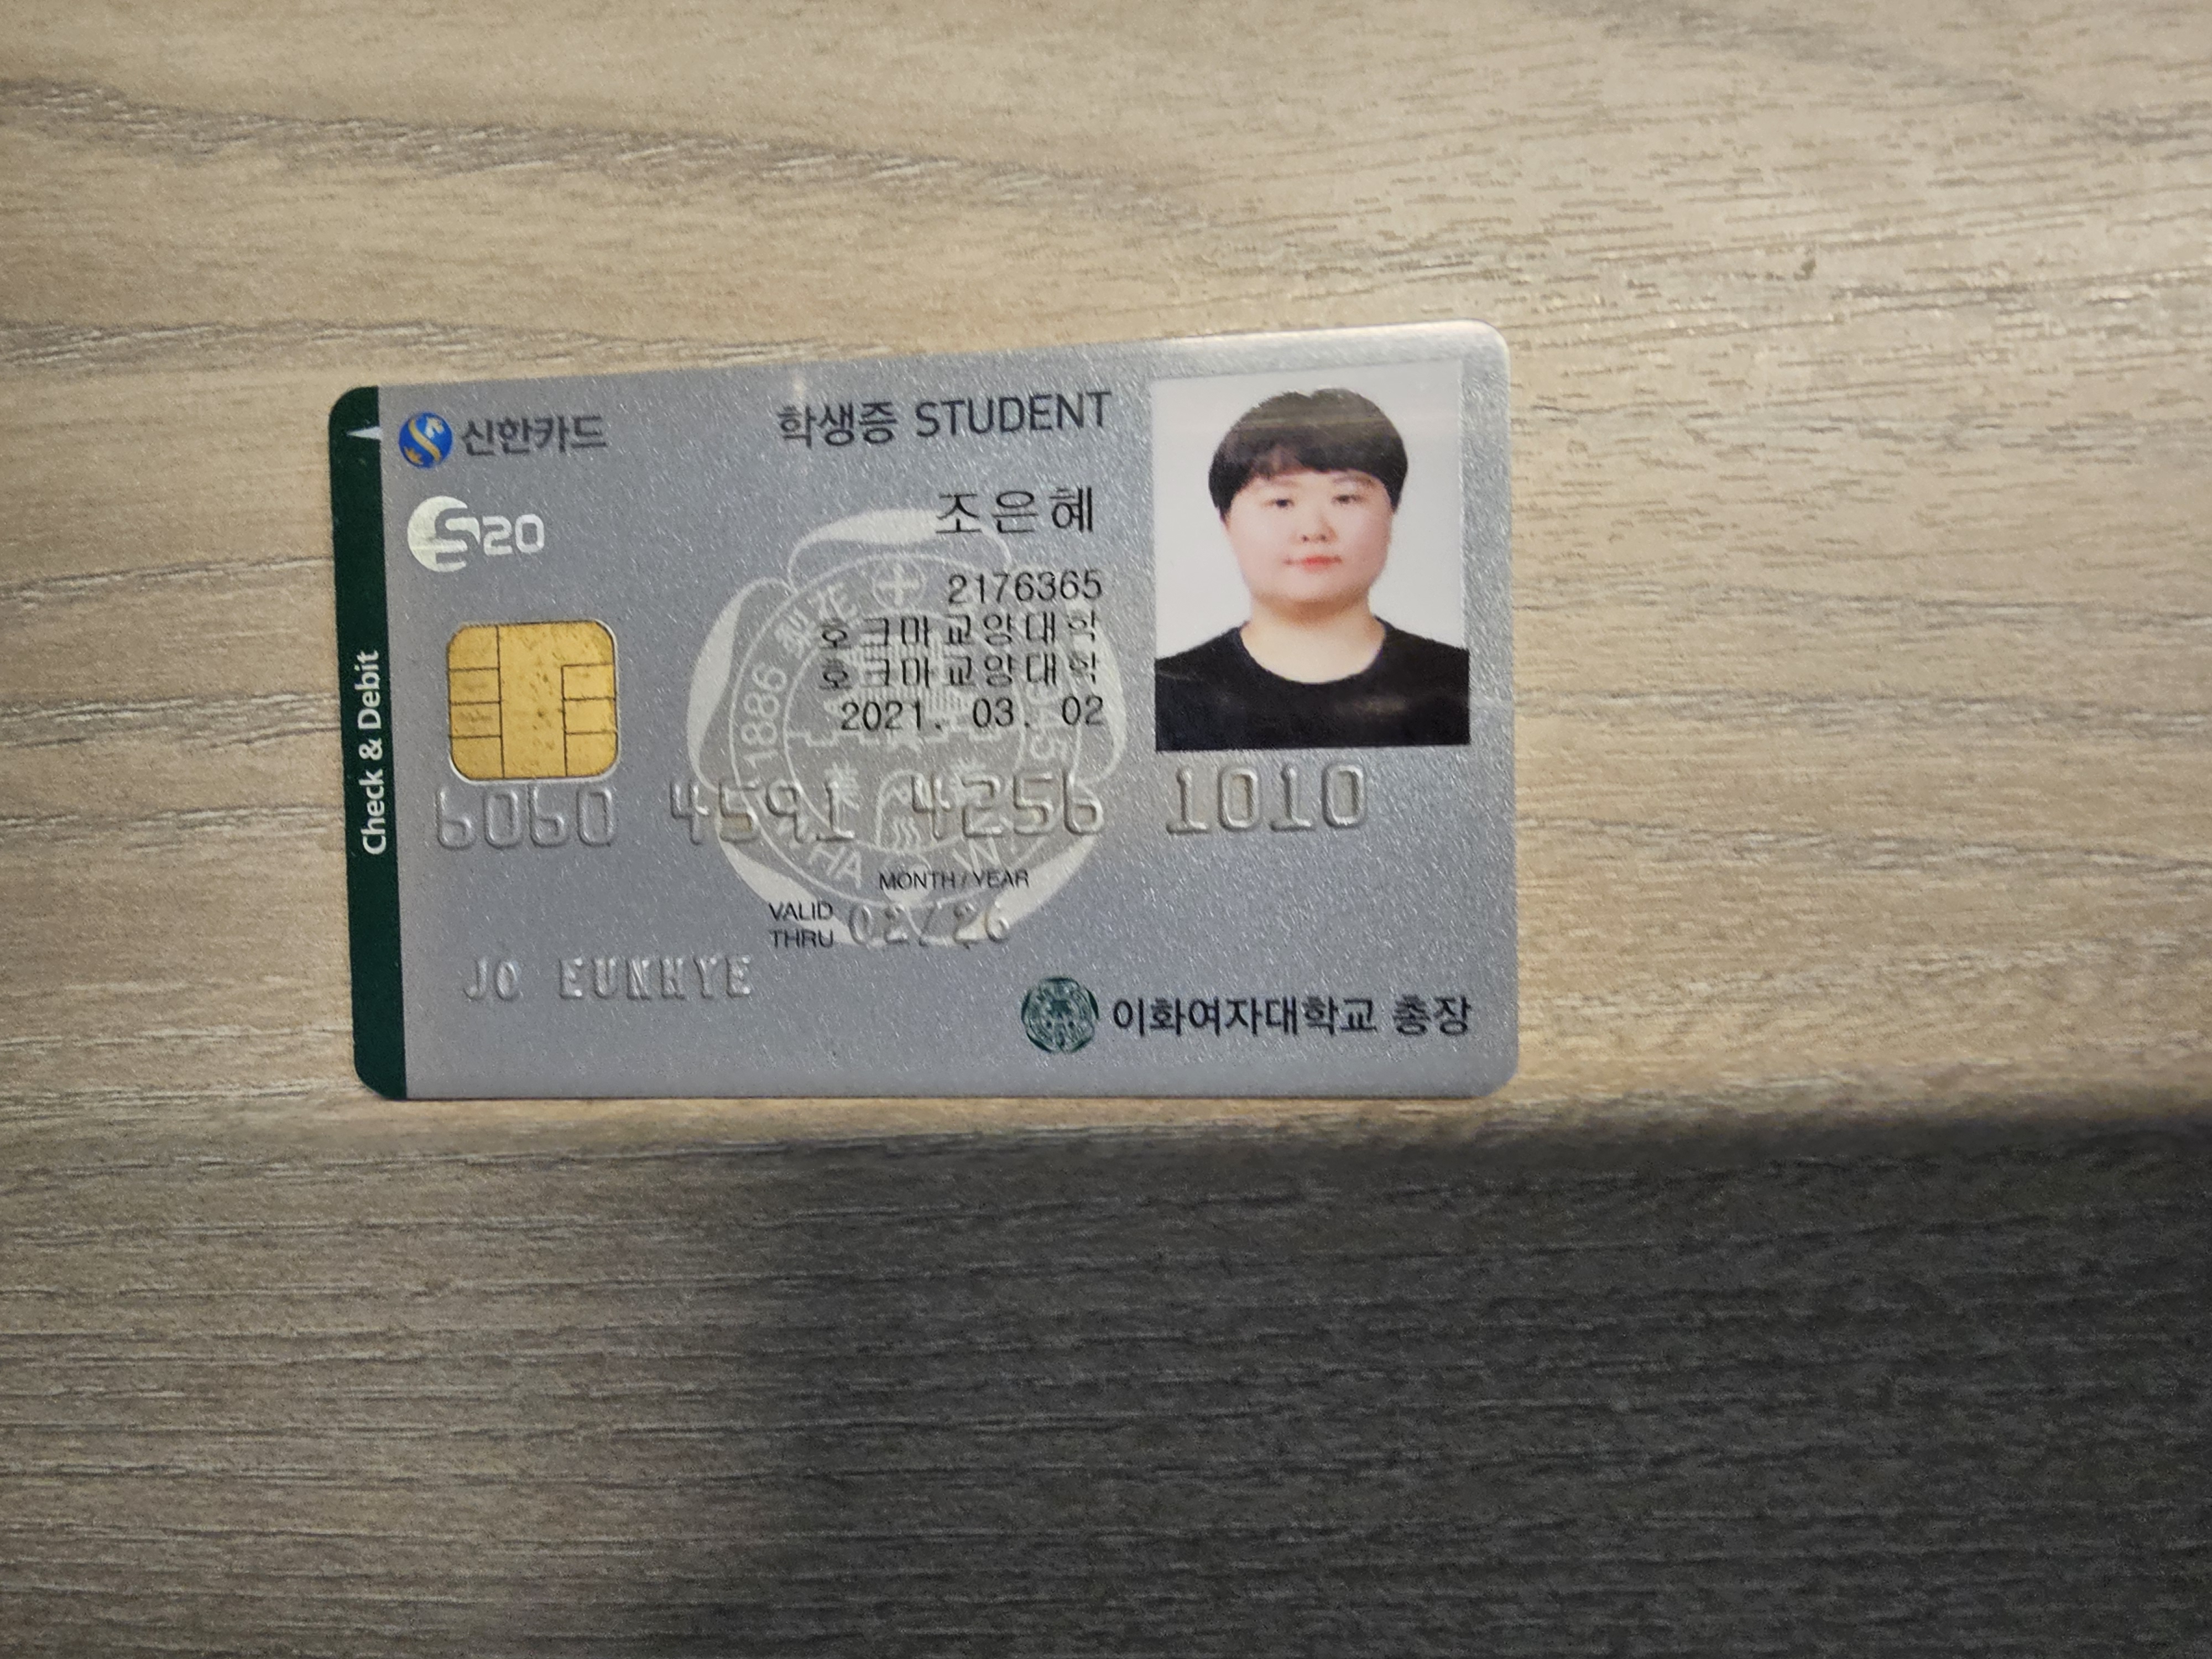 신한카드
학생증 STUDENT
S20
조은혜
2176365
호크마교양대학
호크마교양대학
2021. 03. 02
Check & Debit
1886 梨花
6060 4591 4256 1010
MONTH / YEAR
VALID THRU 02/26
JO EUNHYE
이화여자대학교 총장